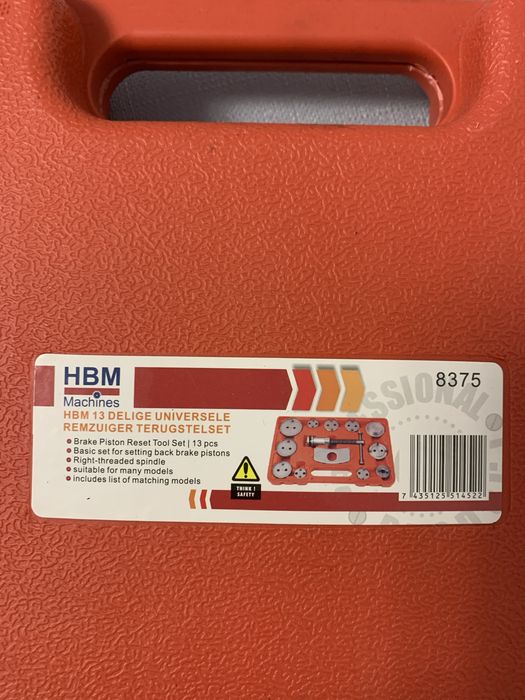 HBM
Machines
8375
HBM 13 DELIGE UNIVERSELE
REMZUIGER TERUGSTELSET
Brake Piston Reset Tool Set | 13 pcs
Basic set for setting back brake pistons
Right-threaded spindle
suitable for many models
includes list of matching models
THINK !
SAFETY
7 435125 514522